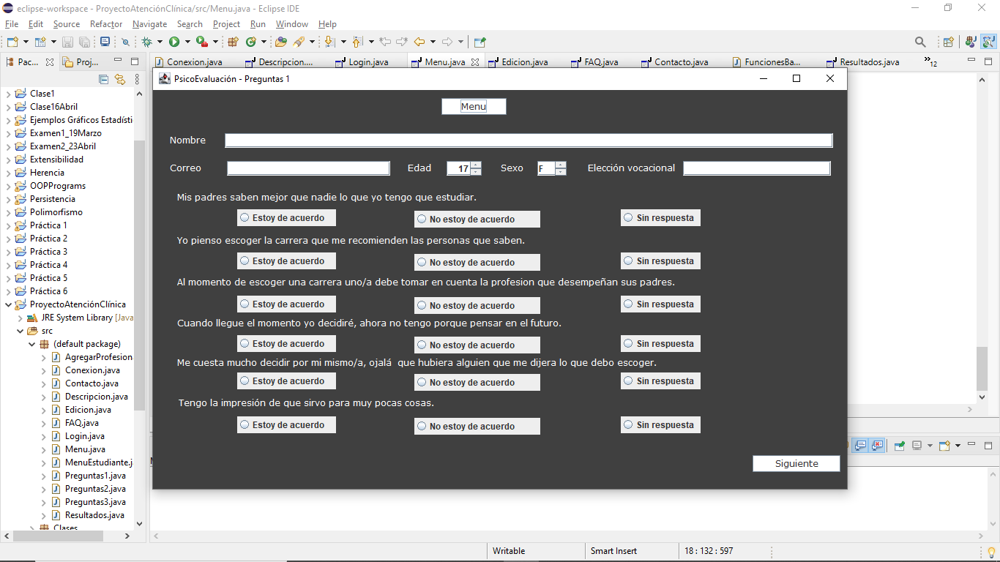 eclipse-workspace - ProyectoAtenciónClínica/src/Menu.java - Eclipse IDE
File Edit Source Refactor Navigate Search Project Run Window Help
Pac... Proj...
Conexion.java Descripcion.... Login.java Menu.java Edicion.java FAQ.java Contacto.java FuncionesBa... Resultados.java 12
PsicoEvaluación - Preguntas 1
Menu
Nombre
Correo Edad 17 Sexo F Elección vocacional
Mis padres saben mejor que nadie lo que yo tengo que estudiar.
Estoy de acuerdo No estoy de acuerdo Sin respuesta
Yo pienso escoger la carrera que me recomienden las personas que saben.
Estoy de acuerdo No estoy de acuerdo Sin respuesta
Al momento de escoger una carrera uno/a debe tomar en cuenta la profesion que desempeñan sus padres.
Estoy de acuerdo No estoy de acuerdo Sin respuesta
Cuando llegue el momento yo decidiré, ahora no tengo porque pensar en el futuro.
Estoy de acuerdo No estoy de acuerdo Sin respuesta
Me cuesta mucho decidir por mi mismo/a, ojalá  que hubiera alguien que me dijera lo que debo escoger.
Estoy de acuerdo No estoy de acuerdo Sin respuesta
Tengo la impresión de que sirvo para muy pocas cosas.
Estoy de acuerdo No estoy de acuerdo Sin respuesta
Siguiente
Clase1
Clase16Abril
Ejemplos Gráficos Estadísti
Examen1_19Marzo
Examen2_23Abril
Extensibilidad
Herencia
OOPPrograms
Persistencia
Polimorfismo
Práctica 1
Práctica 2
Práctica 3
Práctica 4
Práctica 5
Práctica 6
ProyectoAtenciónClínica
JRE System Library [Java
src
(default package)
AgregarProfesion
Conexion.java
Contacto.java
Descripcion.java
Edicion.java
FAQ.java
Login.java
Menu.java
MenuEstudiante.j
Preguntas1.java
Preguntas2.java
Preguntas3.java
Resultados.java
Clases
Writable Smart Insert 18 : 132 : 597